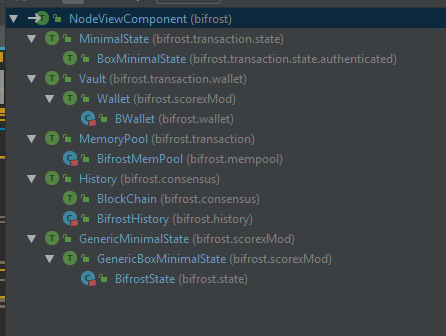 NodeViewComponent (bifrost)
MinimalState (bifrost.transaction.state)
BoxMinimalState (bifrost.transaction.state.authenticated)
Vault (bifrost.transaction.wallet)
Wallet (bifrost.scorexMod)
BWallet (bifrost.wallet)
MemoryPool (bifrost.transaction)
BifrostMemPool (bifrost.mempool)
History (bifrost.consensus)
BlockChain (bifrost.consensus)
BifrostHistory (bifrost.history)
GenericMinimalState (bifrost.scorexMod)
GenericBoxMinimalState (bifrost.scorexMod)
BifrostState (bifrost.state)